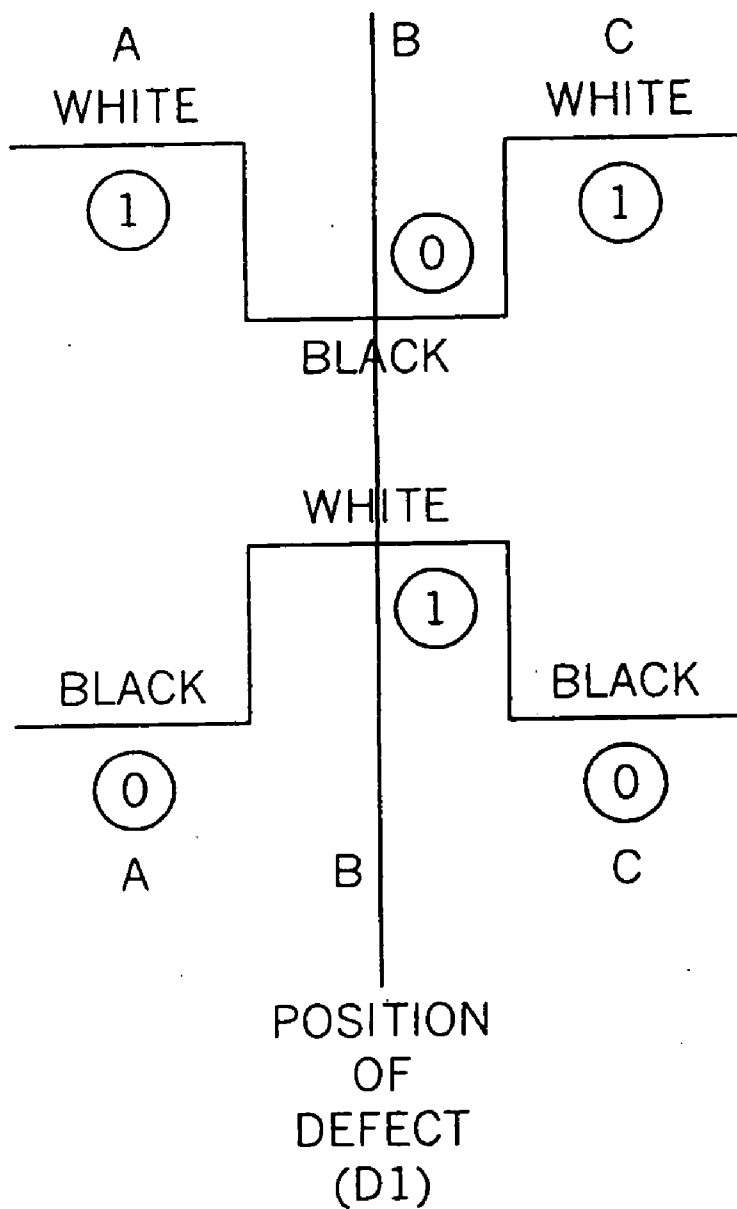 A B C
WHITE WHITE
1 1
0
BLACK
WHITE
1
BLACK BLACK
0 0
A B C
POSITION
OF
DEFECT
(D1)